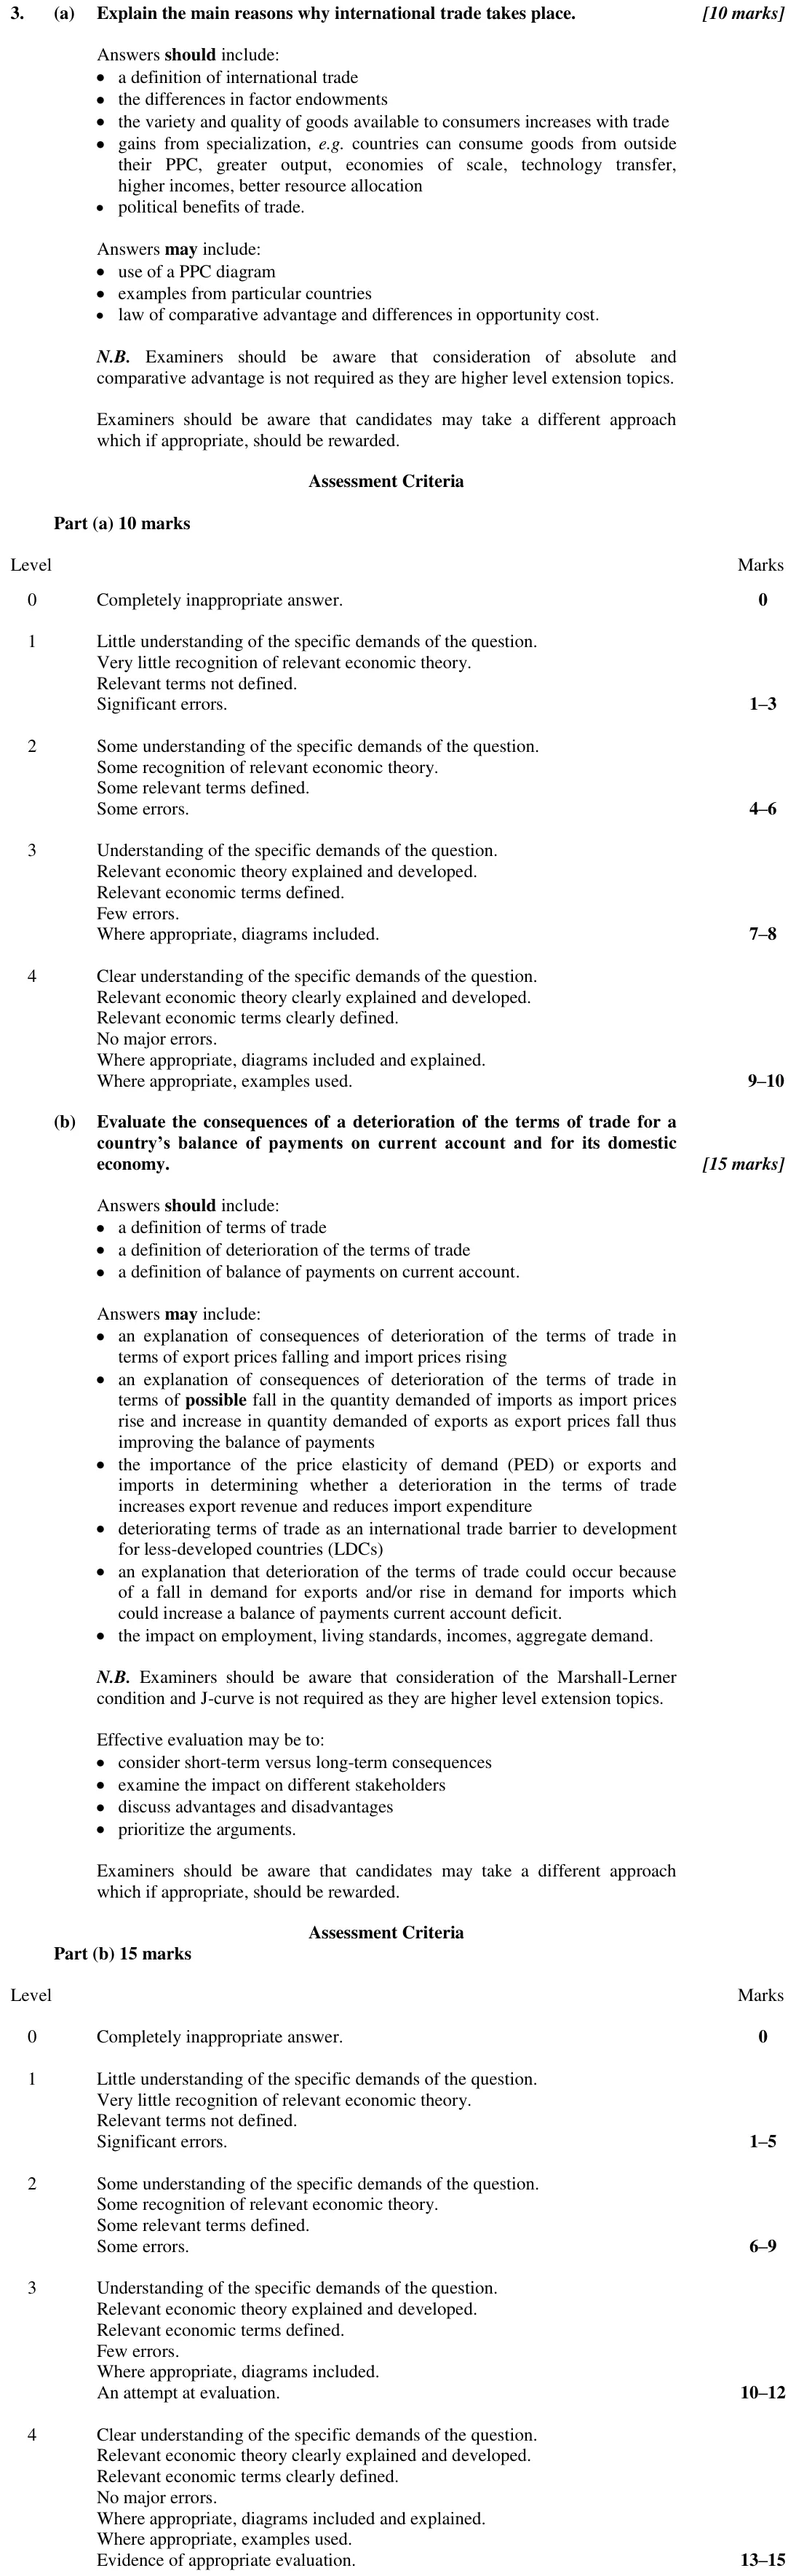 3. (a) Explain the main reasons why international trade takes place. [10 marks]
Answers should include:
• a definition of international trade
• the differences in factor endowments
• the variety and quality of goods available to consumers increases with trade
• gains from specialization, e.g. countries can consume goods from outside
their PPC, greater output, economies of scale, technology transfer,
higher incomes, better resource allocation
• political benefits of trade.
Answers may include:
• use of a PPC diagram
• examples from particular countries
• law of comparative advantage and differences in opportunity cost.
N.B. Examiners should be aware that consideration of absolute and
comparative advantage is not required as they are higher level extension topics.
Examiners should be aware that candidates may take a different approach
which if appropriate, should be rewarded.
Assessment Criteria
Part (a) 10 marks
Level Marks
0 Completely inappropriate answer. 0
1 Little understanding of the specific demands of the question.
Very little recognition of relevant economic theory.
Relevant terms not defined.
Significant errors. 1–3
2 Some understanding of the specific demands of the question.
Some recognition of relevant economic theory.
Some relevant terms defined.
Some errors. 4–6
3 Understanding of the specific demands of the question.
Relevant economic theory explained and developed.
Relevant economic terms defined.
Few errors.
Where appropriate, diagrams included. 7–8
4 Clear understanding of the specific demands of the question.
Relevant economic theory clearly explained and developed.
Relevant economic terms clearly defined.
No major errors.
Where appropriate, diagrams included and explained.
Where appropriate, examples used. 9–10
(b) Evaluate the consequences of a deterioration of the terms of trade for a
country's balance of payments on current account and for its domestic
economy. [15 marks]
Answers should include:
• a definition of terms of trade
• a definition of deterioration of the terms of trade
• a definition of balance of payments on current account.
Answers may include:
• an explanation of consequences of deterioration of the terms of trade in
terms of export prices falling and import prices rising
• an explanation of consequences of deterioration of the terms of trade in
terms of possible fall in the quantity demanded of imports as import prices
rise and increase in quantity demanded of exports as export prices fall thus
improving the balance of payments
• the importance of the price elasticity of demand (PED) or exports and
imports in determining whether a deterioration in the terms of trade
increases export revenue and reduces import expenditure
• deteriorating terms of trade as an international trade barrier to development
for less-developed countries (LDCs)
• an explanation that deterioration of the terms of trade could occur because
of a fall in demand for exports and/or rise in demand for imports which
could increase a balance of payments current account deficit.
• the impact on employment, living standards, incomes, aggregate demand.
N.B. Examiners should be aware that consideration of the Marshall-Lerner
condition and J-curve is not required as they are higher level extension topics.
Effective evaluation may be to:
• consider short-term versus long-term consequences
• examine the impact on different stakeholders
• discuss advantages and disadvantages
• prioritize the arguments.
Examiners should be aware that candidates may take a different approach
which if appropriate, should be rewarded.
Assessment Criteria
Part (b) 15 marks
Level Marks
0 Completely inappropriate answer. 0
1 Little understanding of the specific demands of the question.
Very little recognition of relevant economic theory.
Relevant terms not defined.
Significant errors. 1–5
2 Some understanding of the specific demands of the question.
Some recognition of relevant economic theory.
Some relevant terms defined.
Some errors. 6–9
3 Understanding of the specific demands of the question.
Relevant economic theory explained and developed.
Relevant economic terms defined.
Few errors.
Where appropriate, diagrams included.
An attempt at evaluation. 10–12
4 Clear understanding of the specific demands of the question.
Relevant economic theory clearly explained and developed.
Relevant economic terms clearly defined.
No major errors.
Where appropriate, diagrams included and explained.
Where appropriate, examples used.
Evidence of appropriate evaluation. 13–15